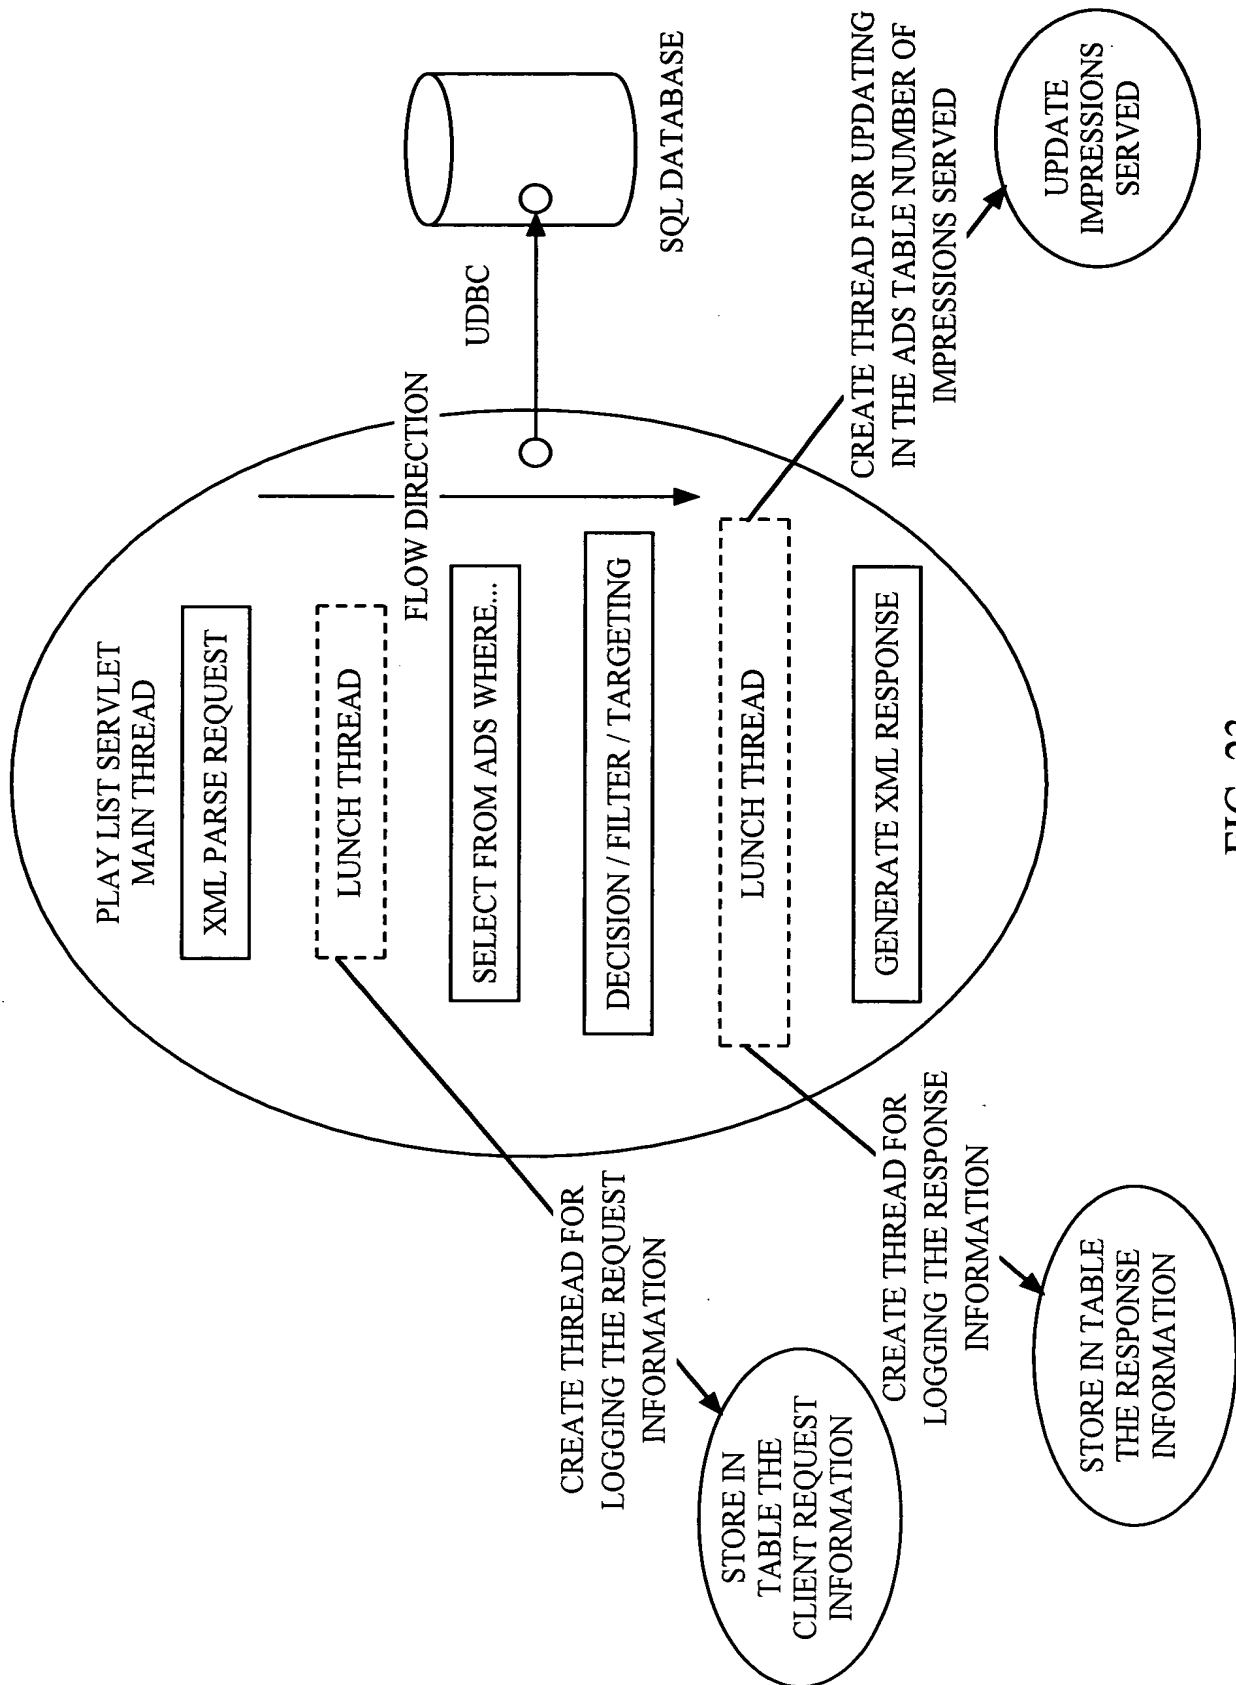 PLAY LIST SERVLET
MAIN THREAD
XML PARSE REQUEST
LUNCH THREAD
FLOW DIRECTION
SELECT FROM ADS WHERE...
DECISION / FILTER / TARGETING
LUNCH THREAD
GENERATE XML RESPONSE
UDBC
SQL DATABASE
CREATE THREAD FOR
LOGGING THE REQUEST
INFORMATION
STORE IN
TABLE THE
CLIENT REQUEST
INFORMATION
CREATE THREAD FOR
LOGGING THE RESPONSE
INFORMATION
STORE IN TABLE
THE RESPONSE
INFORMATION
CREATE THREAD FOR UPDATING
IN THE ADS TABLE NUMBER OF
IMPRESSIONS SERVED
UPDATE
IMPRESSIONS
SERVED
FIG.